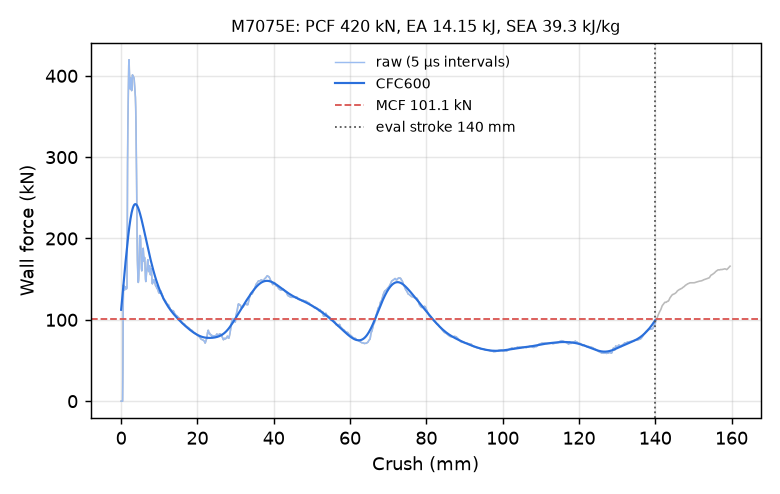 M7075E: PCF 420 kN, EA 14.15 kJ, SEA 39.3 kJ/kg
raw (5 µs intervals)
CFC600
MCF 101.1 kN
eval stroke 140 mm
Wall force (kN)
400
300
200
100
0
0 20 40 60 80 100 120 140 160
Crush (mm)